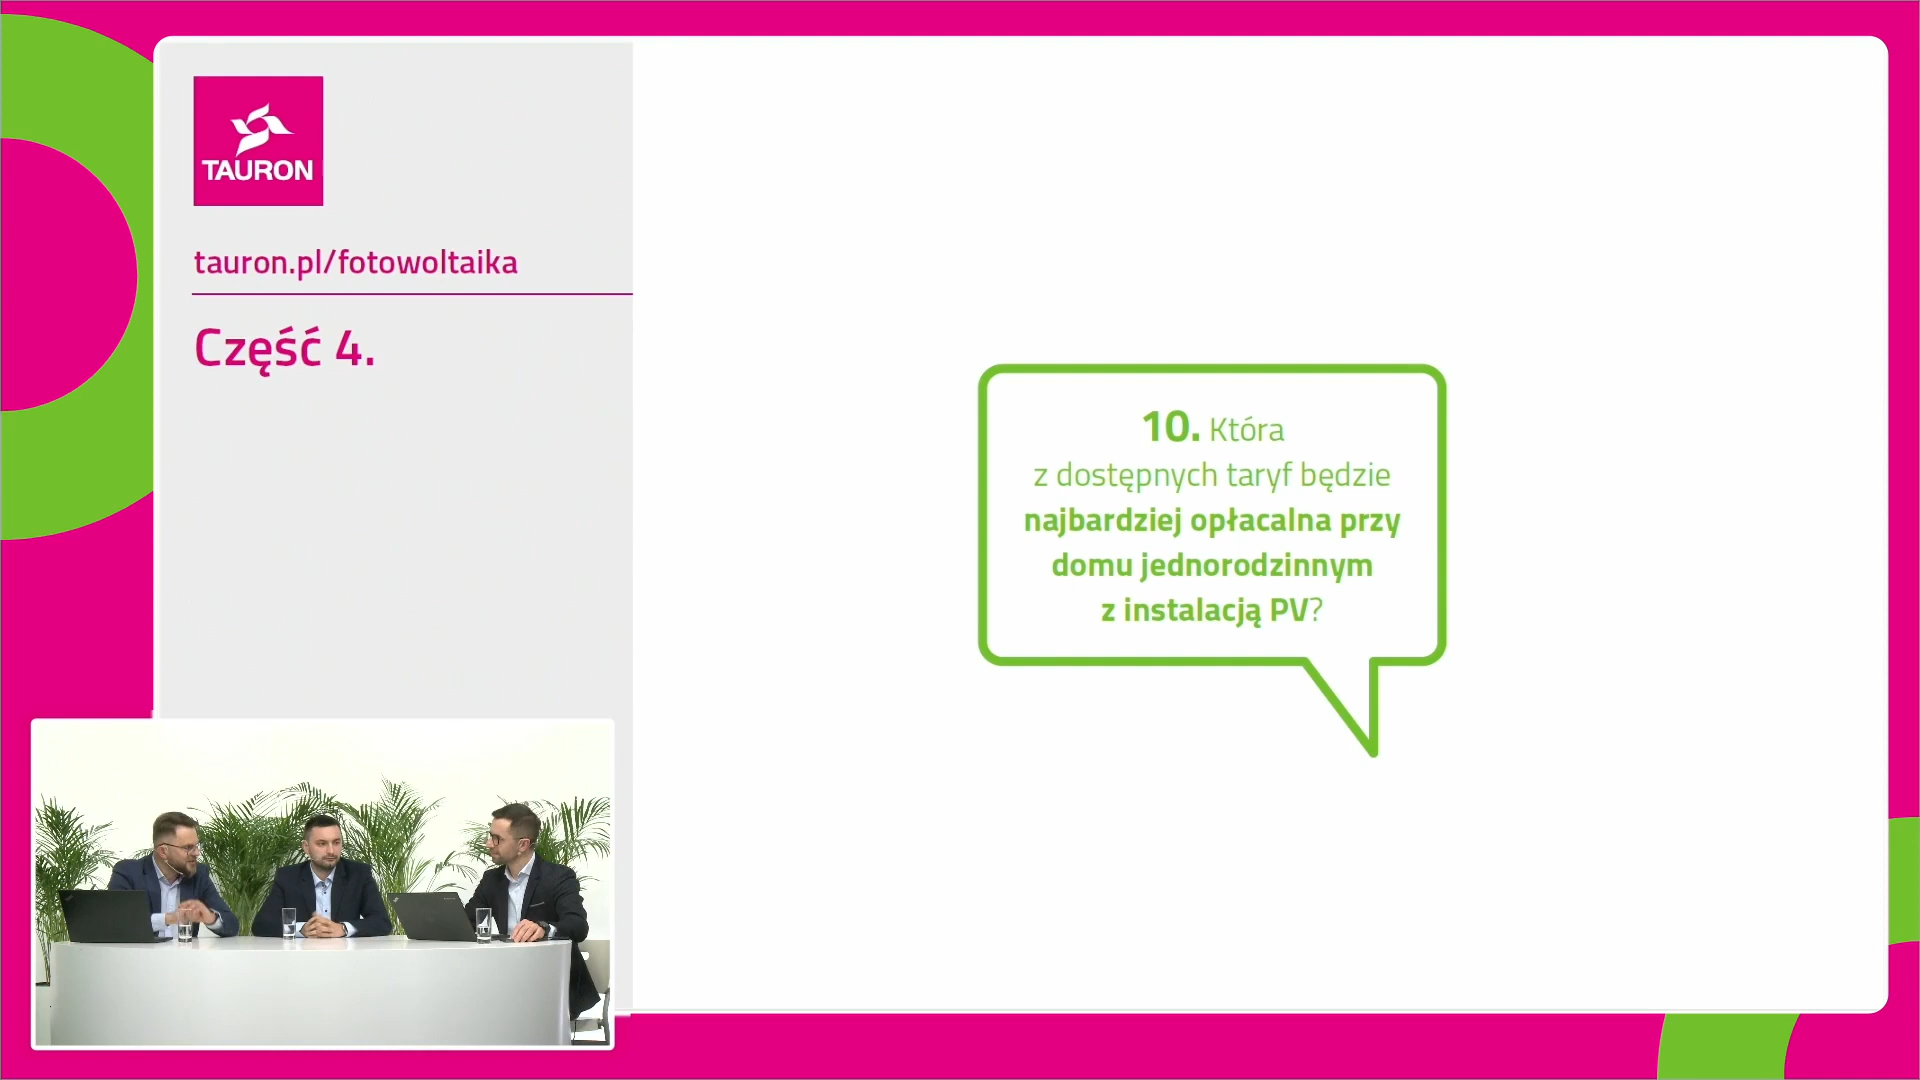 TAURON
tauron.pl/fotowoltaika
Część 4.
10. Która
z dostępnych taryf będzie
najbardziej opłacalna przy
domu jednorodzinnym
z instalacją PV?